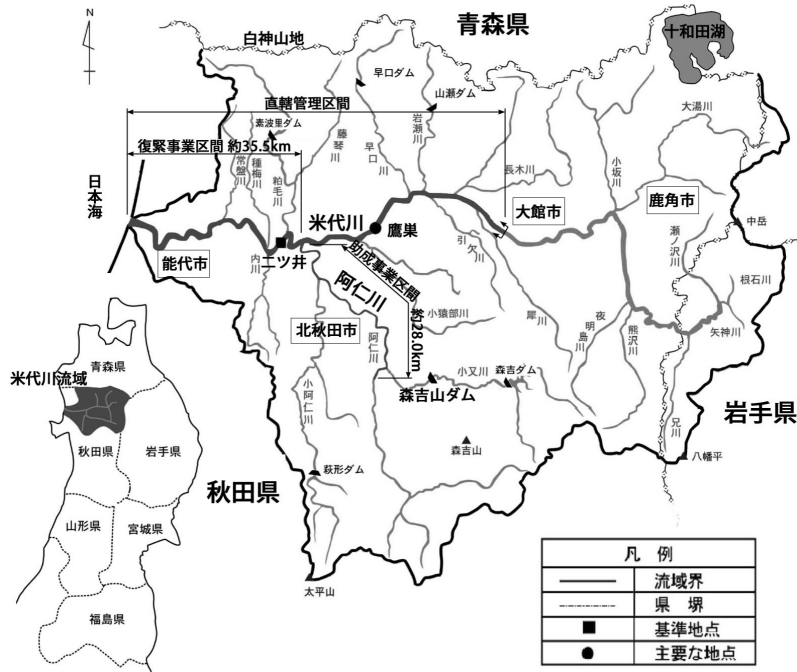 N
青森県
十和田湖
白神山地
早口ダム
山瀬ダム
大湯川
直轄管理区間
素波里ダム
岩瀬川
藤琴川
早口川
復緊事業区間 約35.5km
常盤川
種梅川
粕毛川
長木川
小坂川
日本海
米代川
鷹巣
大館市
鹿角市
中岳
瀬ノ沢川
能代市
二ツ井
内川
引欠川
助成事業区間
根石川
阿仁川
約28.0km
小猿部川
犀川
夜明島川
熊沢川
矢神川
北秋田市
阿仁川
小又川
森吉ダム
森吉山ダム
小阿仁川
兄川
岩手県
森吉山
八幡平
萩形ダム
秋田県
太平山
青森県
米代川流域
秋田県
岩手県
山形県
宮城県
福島県
凡 例
流域界
県 堺
基準地点
主要な地点